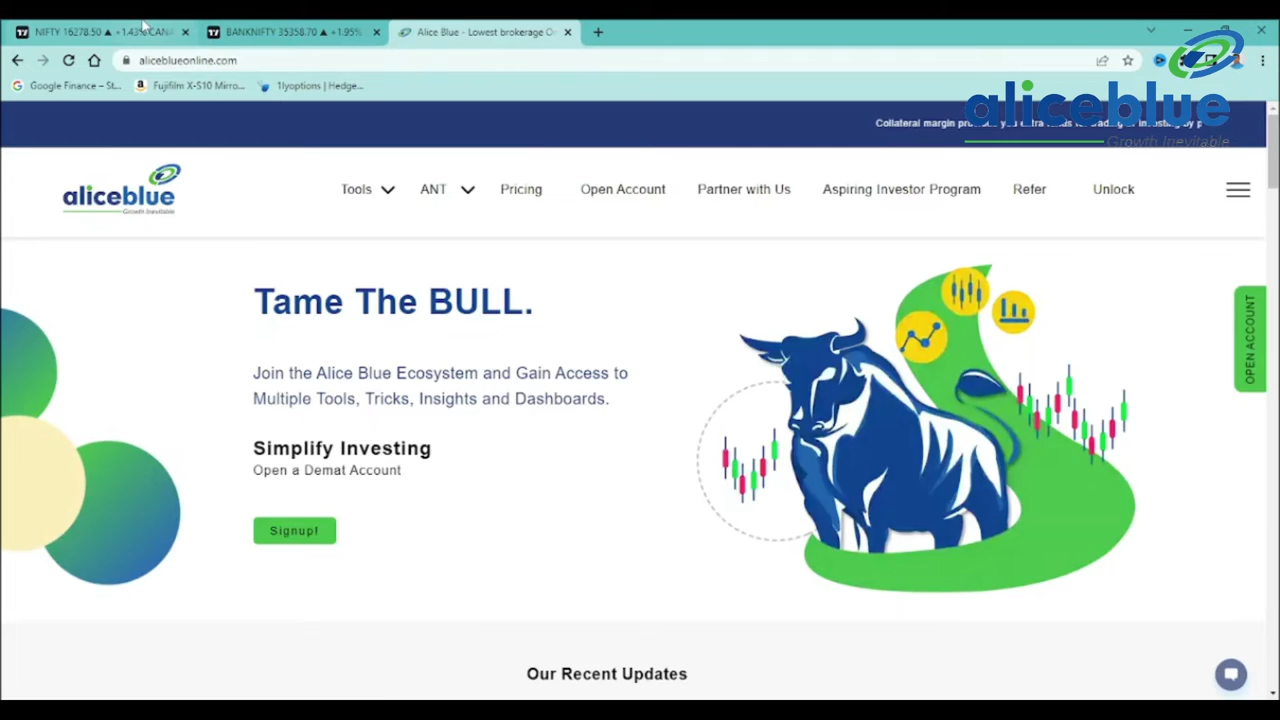 NIFTY 16278.50 ▲ +1.43%
BANKNIFTY 35358.70 ▲ +1.95%
Alice Blue - Lowest brokerage O
aliceblueonline.com
Google Finance – St...
Fujifilm X-S10 Mirro...
| Hedge...
aliceblue
Growth Inevitable
Collateral margin
aliceblue
Growth Inevitable
Tools
ANT
Pricing
Open Account
Partner with Us
Aspiring Investor Program
Refer
Unlock
Tame The BULL.
OPEN ACCOUNT
Join the Alice Blue Ecosystem and Gain Access to
Multiple Tools, Tricks, Insights and Dashboards.
Simplify Investing
Open a Demat Account
Signup!
Our Recent Updates